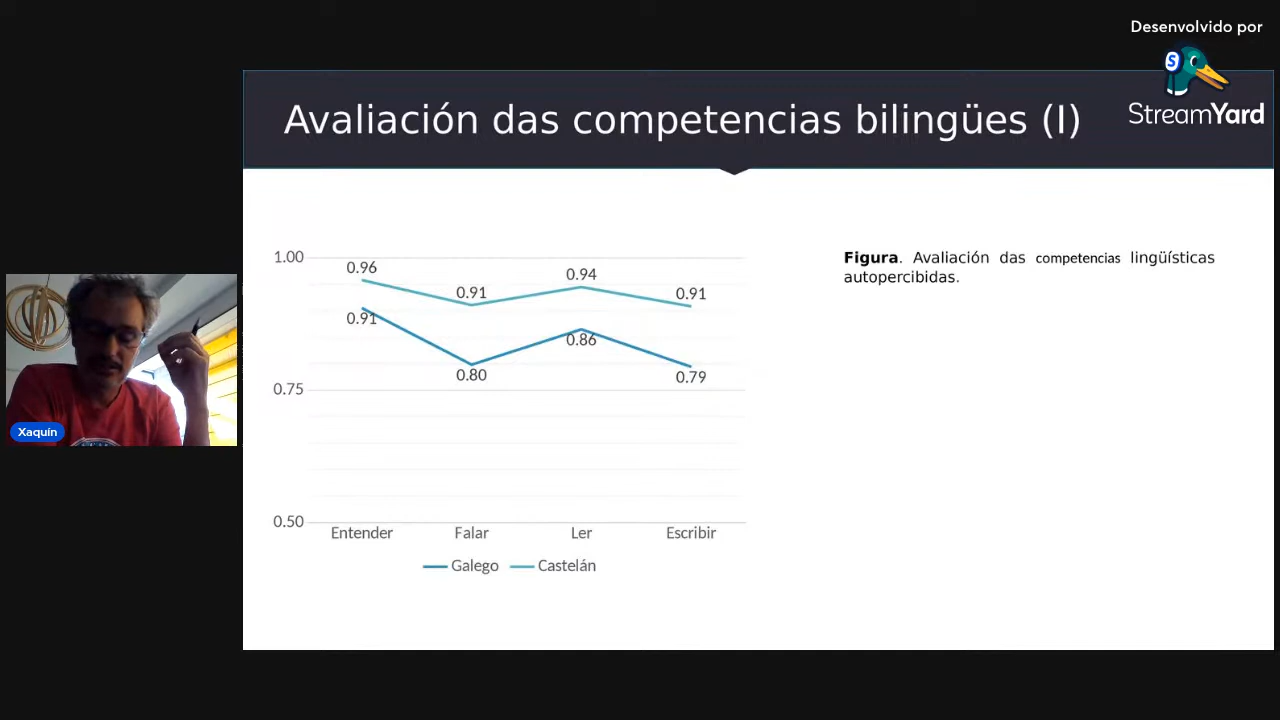 Desenvolvido por
StreamYard
Avaliación das competencias bilingües (I)
1.00
0.75
0.50
0.96
0.91
0.94
0.91
0.91
0.80
0.86
0.79
Entender Falar Ler Escribir
Galego Castelán
Figura. Avaliación das competencias lingüísticas
autopercibidas.
Xaquín